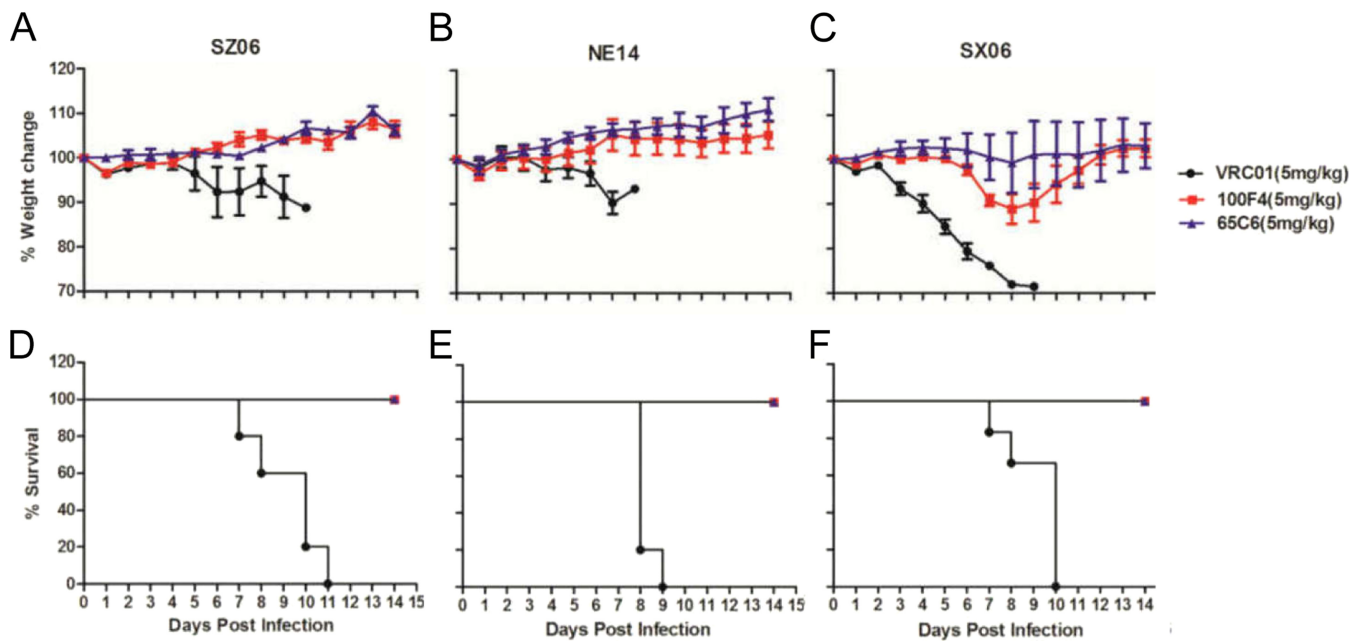 A
B
C
SZ06
NE14
SX06
% Weight change
120
110
100
90
80
70
VRC01(5mg/kg)
100F4(5mg/kg)
65C6(5mg/kg)
D
E
F
% Survival
120
100
80
60
40
20
0
0 1 2 3 4 5 6 7 8 9 10 11 12 13 14 15
0 1 2 3 4 5 6 7 8 9 10 11 12 13 14 15
0 1 2 3 4 5 6 7 8 9 10 11 12 13 14
Days Post Infection
Days Post Infection
Days Post Infection